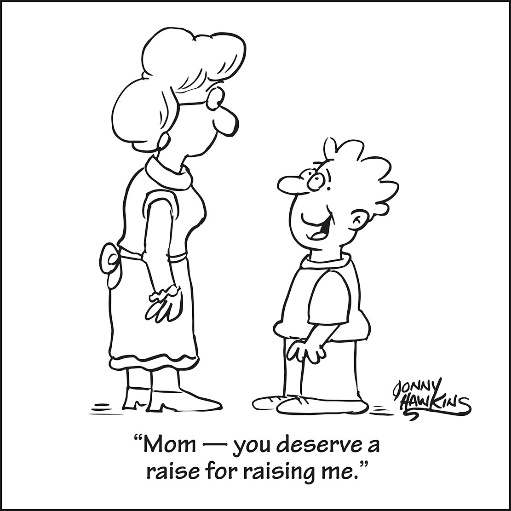 JONNY
HAWKINS
“Mom — you deserve a
raise for raising me.”